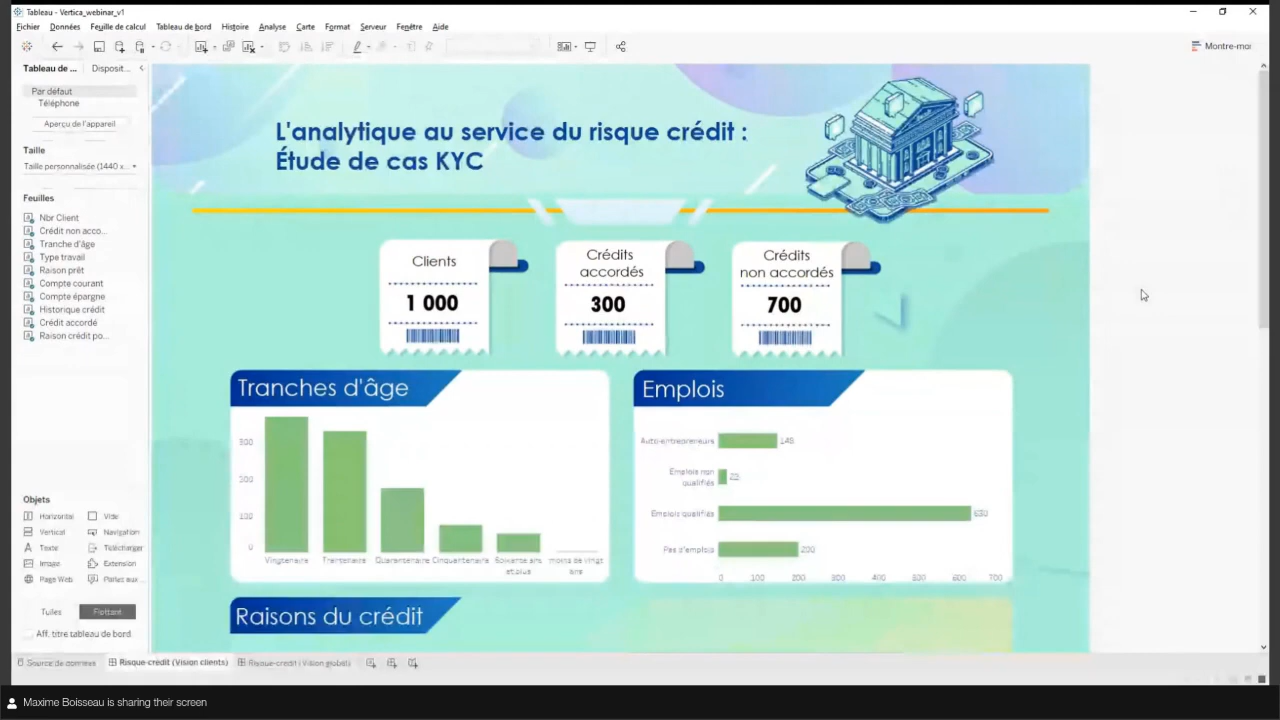 Tableau - Vertica_webinar_v1
Fichier Données Feuille de calcul Tableau de bord Histoire Analyse Carte Format Serveur Fenêtre Aide
Montre-moi
Tableau de ... Disposit...
Par défaut
Téléphone
Aperçu de l'appareil
Taille
Taille personnalisée (1440 x...
Feuilles
Nbr Client
Crédit non acco...
Tranche d'âge
Type travail
Raison prêt
Compte courant
Compte épargne
Historique crédit
Crédit accordé
Raison crédit po...
Objets
Horizontal Vide
Vertical Navigation
Texte Télécharger
Image Extension
Page Web Parlez aux ...
Tuiles Flottant
Aff. titre tableau de bord
L'analytique au service du risque crédit :
Étude de cas KYC
Clients
1 000
Crédits
accordés
300
Crédits
non accordés
700
Tranches d'âge
300
200
100
0
Vingtenaire Trentenaire Quarantenaire Cinquantenaire Soixante ans
et plus
moins de vingt
ans
Emplois
Auto-entrepreneurs 148
Emplois non
qualifiés
Emplois qualifiés 630
Pas d'emplois 200
0 100 200 300 400 500 600 700
Raisons du crédit
Source de données Risque-crédit (Vision clients) Risque-crédit (Vision globale)
Maxime Boisseau is sharing their screen